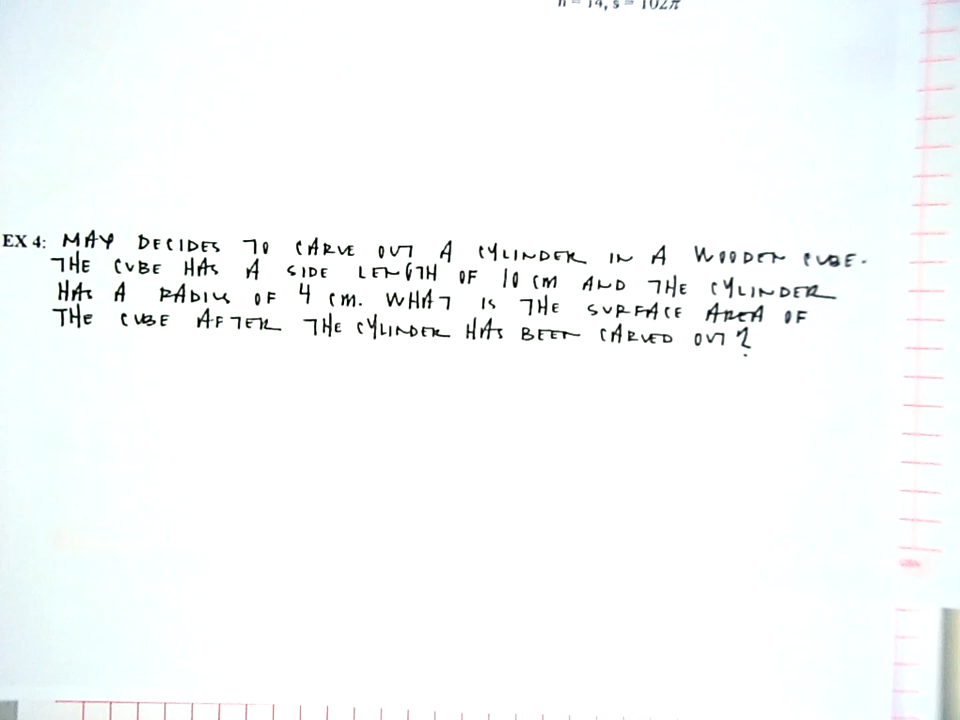 h = 14, s = 102π
EX 4: MAY DECIDES TO CARVE OUT A CYLINDER IN A WOODEN CUBE.
THE CUBE HAS A SIDE LENGTH OF 10 CM AND THE CYLINDER
HAS A RADIUS OF 4 CM. WHAT IS THE SURFACE AREA OF
THE CUBE AFTER THE CYLINDER HAS BEEN CARVED OUT?